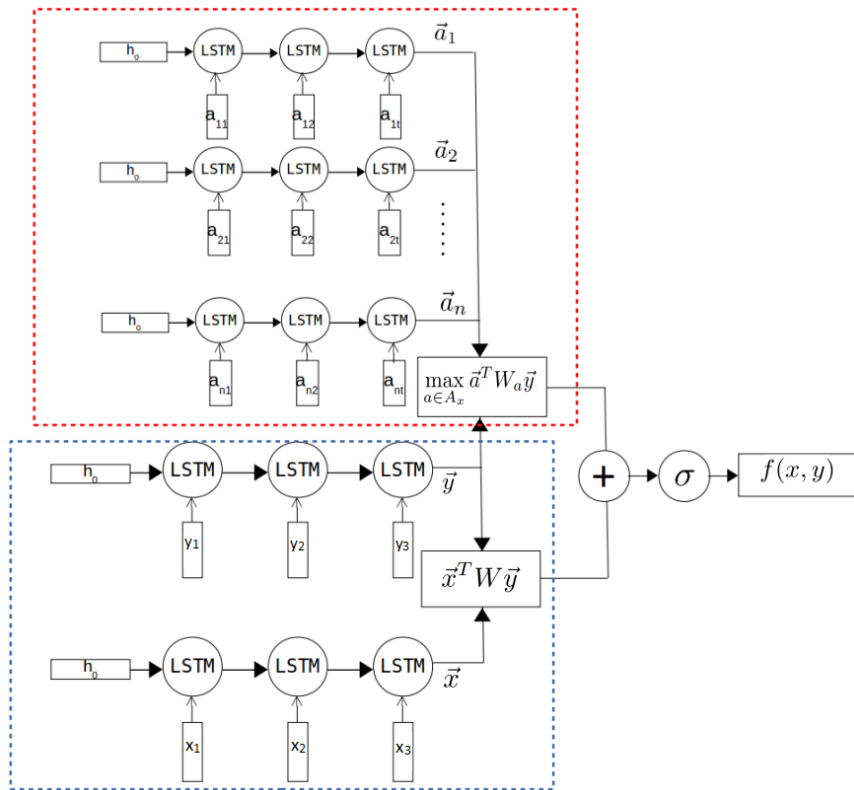 h₀ LSTM LSTM LSTM a⃗₁
a₁₁ a₁₂ a₁ₜ
h₀ LSTM LSTM LSTM a⃗₂
a₂₁ a₂₂ a₂ₜ
......
h₀ LSTM LSTM LSTM a⃗ₙ
aₙ₁ aₙ₂ aₙₜ
max a⃗ᵀWₐy⃗
a∈Aₓ
h₀ LSTM LSTM LSTM y⃗
+ σ f(x, y)
y₁ y₂ y₃
x⃗ᵀWy⃗
h₀ LSTM LSTM LSTM x⃗
x₁ x₂ x₃